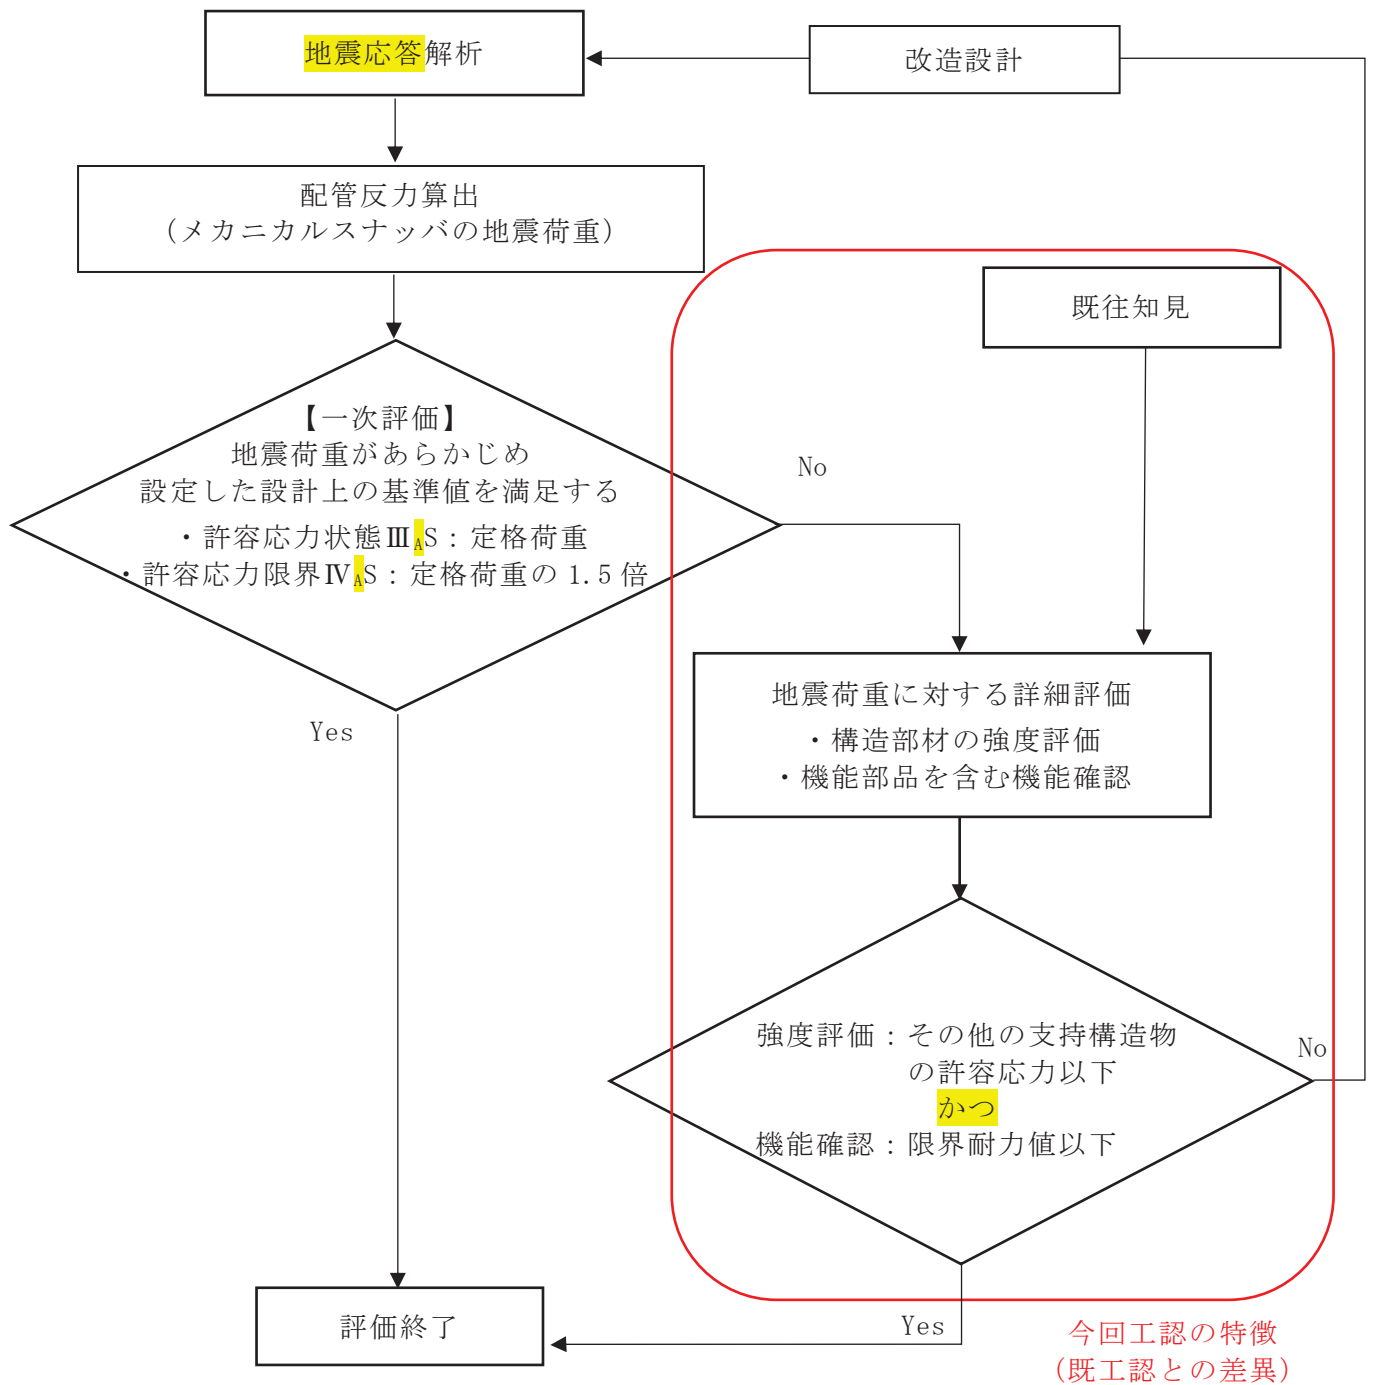 地震応答解析
改造設計
配管反力算出
(メカニカルスナッバの地震荷重)
既往知見
【一次評価】
地震荷重があらかじめ
設定した設計上の基準値を満足する
・許容応力状態ⅢAS:定格荷重
・許容応力限界ⅣAS:定格荷重の1.5倍
No
Yes
地震荷重に対する詳細評価
・構造部材の強度評価
・機能部品を含む機能確認
強度評価:その他の支持構造物
の許容応力以下
かつ
機能確認:限界耐力値以下
No
Yes
評価終了
今回工認の特徴
(既工認との差異)